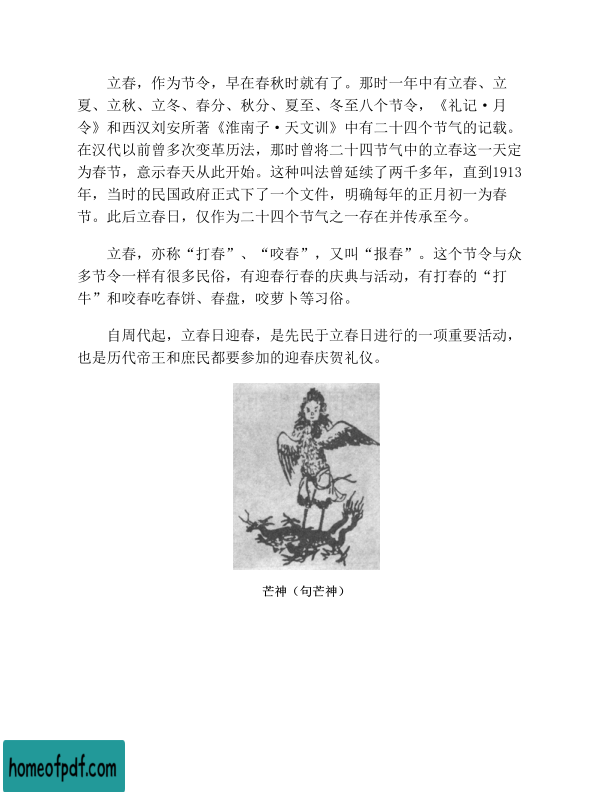 立春，作为节令，早在春秋时就有了。那时一年中有立春、立
夏、立秋、立冬、春分、秋分、夏至、冬至八个节令，《礼记·月
令》和西汉刘安所著《淮南子·天文训》中有二十四个节气的记载。
在汉代以前曾多次变革历法，那时曾将二十四节气中的立春这一天定
为春节，意示春天从此开始。这种叫法曾延续了两千多年，直到1913
年，当时的民国政府正式下了一个文件，明确每年的正月初一为春
节。此后立春日，仅作为二十四个节气之一存在并传承至今。
立春，亦称“打春”、“咬春”，又叫“报春”。这个节令与众
多节令一样有很多民俗，有迎春行春的庆典与活动，有打春的“打
牛”和咬春吃春饼、春盘，咬萝卜等习俗。
自周代起，立春日迎春，是先民于立春日进行的一项重要活动，
也是历代帝王和庶民都要参加的迎春庆贺礼仪。
芒神（句芒神）
homeofpdf.com